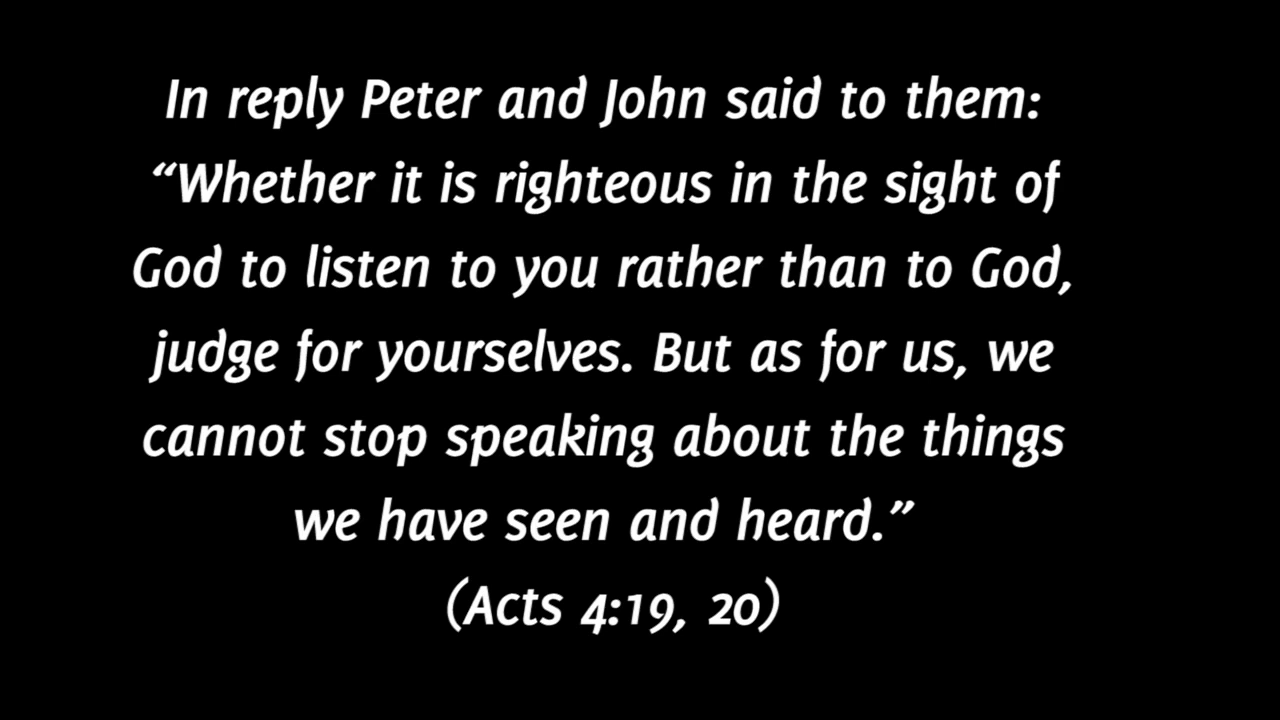 In reply Peter and John said to them:
“Whether it is righteous in the sight of
God to listen to you rather than to God,
judge for yourselves. But as for us, we
cannot stop speaking about the things
we have seen and heard.”
(Acts 4:19, 20)